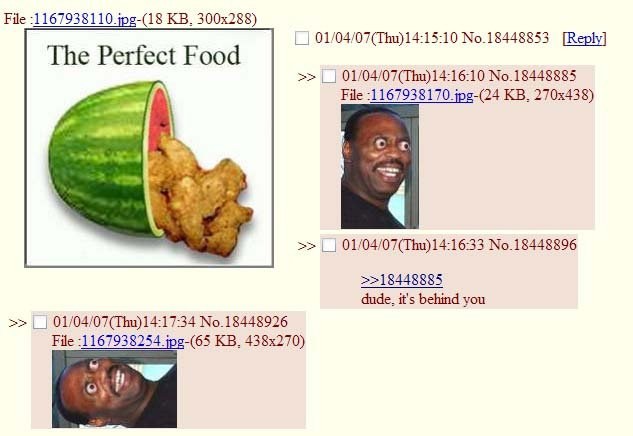 File :1167938110.jpg-(18 KB, 300x288)
The Perfect Food
01/04/07(Thu)14:15:10 No.18448853 [Reply]
>> 01/04/07(Thu)14:16:10 No.18448885
File :1167938170.jpg-(24 KB, 270x438)
>> 01/04/07(Thu)14:16:33 No.18448896
>>18448885
dude, it's behind you
>> 01/04/07(Thu)14:17:34 No.18448926
File :1167938254.jpg-(65 KB, 438x270)